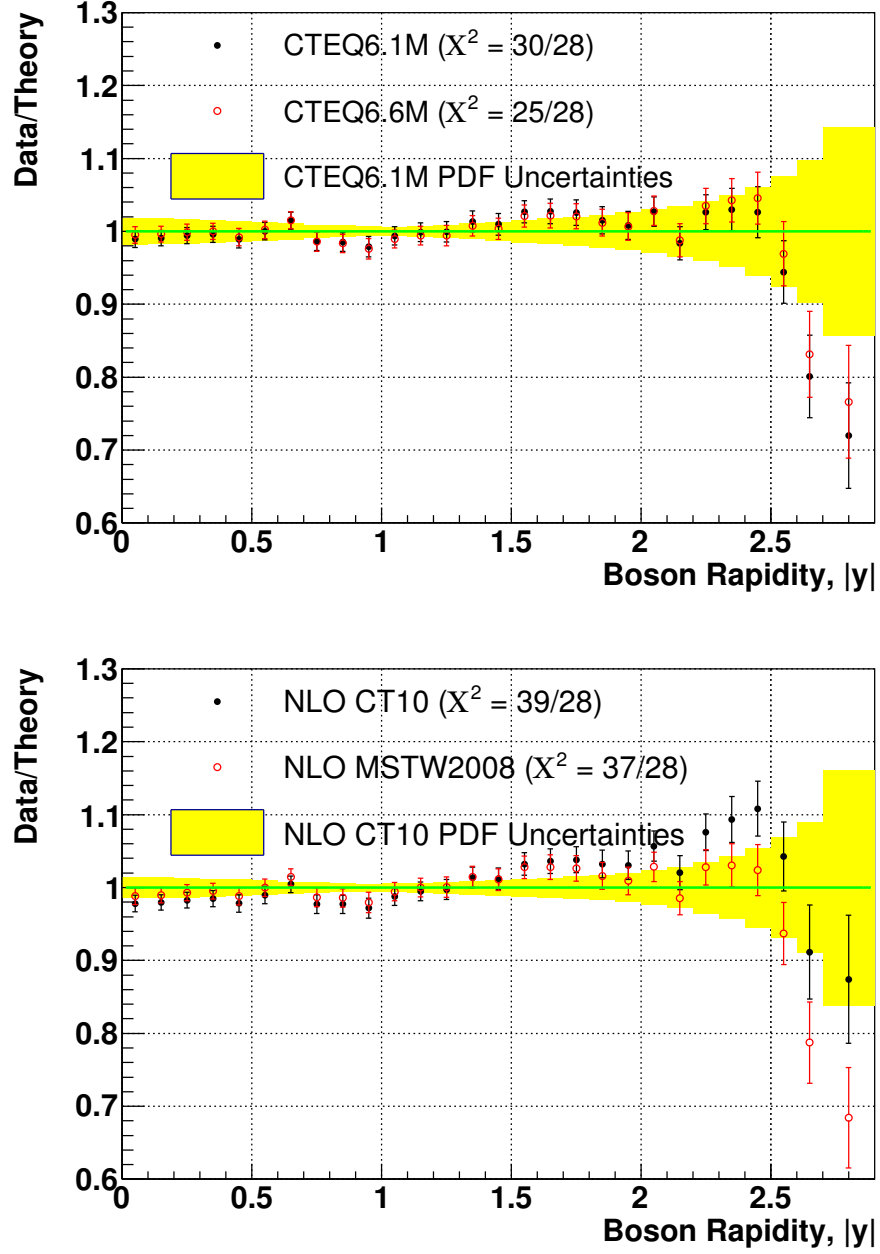 1.3
1.2
1.1
1
0.9
0.8
0.7
0.6
Data/Theory
CTEQ6.1M (Χ² = 30/28)
CTEQ6.6M (Χ² = 25/28)
CTEQ6.1M PDF Uncertainties
0 0.5 1 1.5 2 2.5
Boson Rapidity, |y|
1.3
1.2
1.1
1
0.9
0.8
0.7
0.6
Data/Theory
NLO CT10 (Χ² = 39/28)
NLO MSTW2008 (Χ² = 37/28)
NLO CT10 PDF Uncertainties
0 0.5 1 1.5 2 2.5
Boson Rapidity, |y|